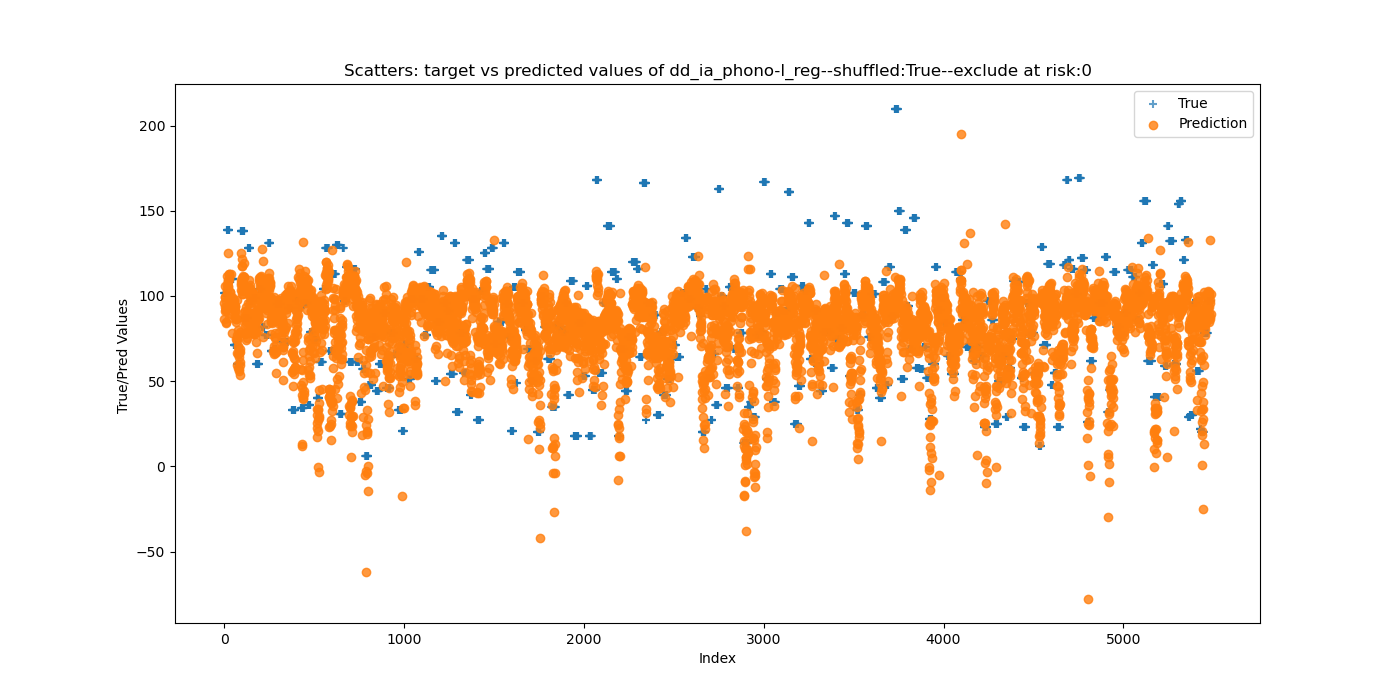 Scatters: target vs predicted values of dd_ia_phono-l_reg--shuffled:True--exclude at risk:0
True
Prediction
200
150
100
50
0
−50
True/Pred Values
0 1000 2000 3000 4000 5000
Index